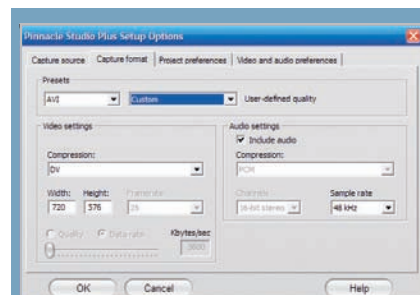 Pinnacle Studio Plus Setup Options
Capture source
Capture format
Project preferences
Video and audio preferences
Presets
AVI
Custom
User-defined quality
Video settings
Compression:
DV
Width:
Height:
Framerate
720
576
25
Quality
Data rate
Kbytes/sec
3600
Audio settings
Include audio
Compression:
PCM
Channels
Sample rate
16-bit stereo
48 kHz
OK
Cancel
Help